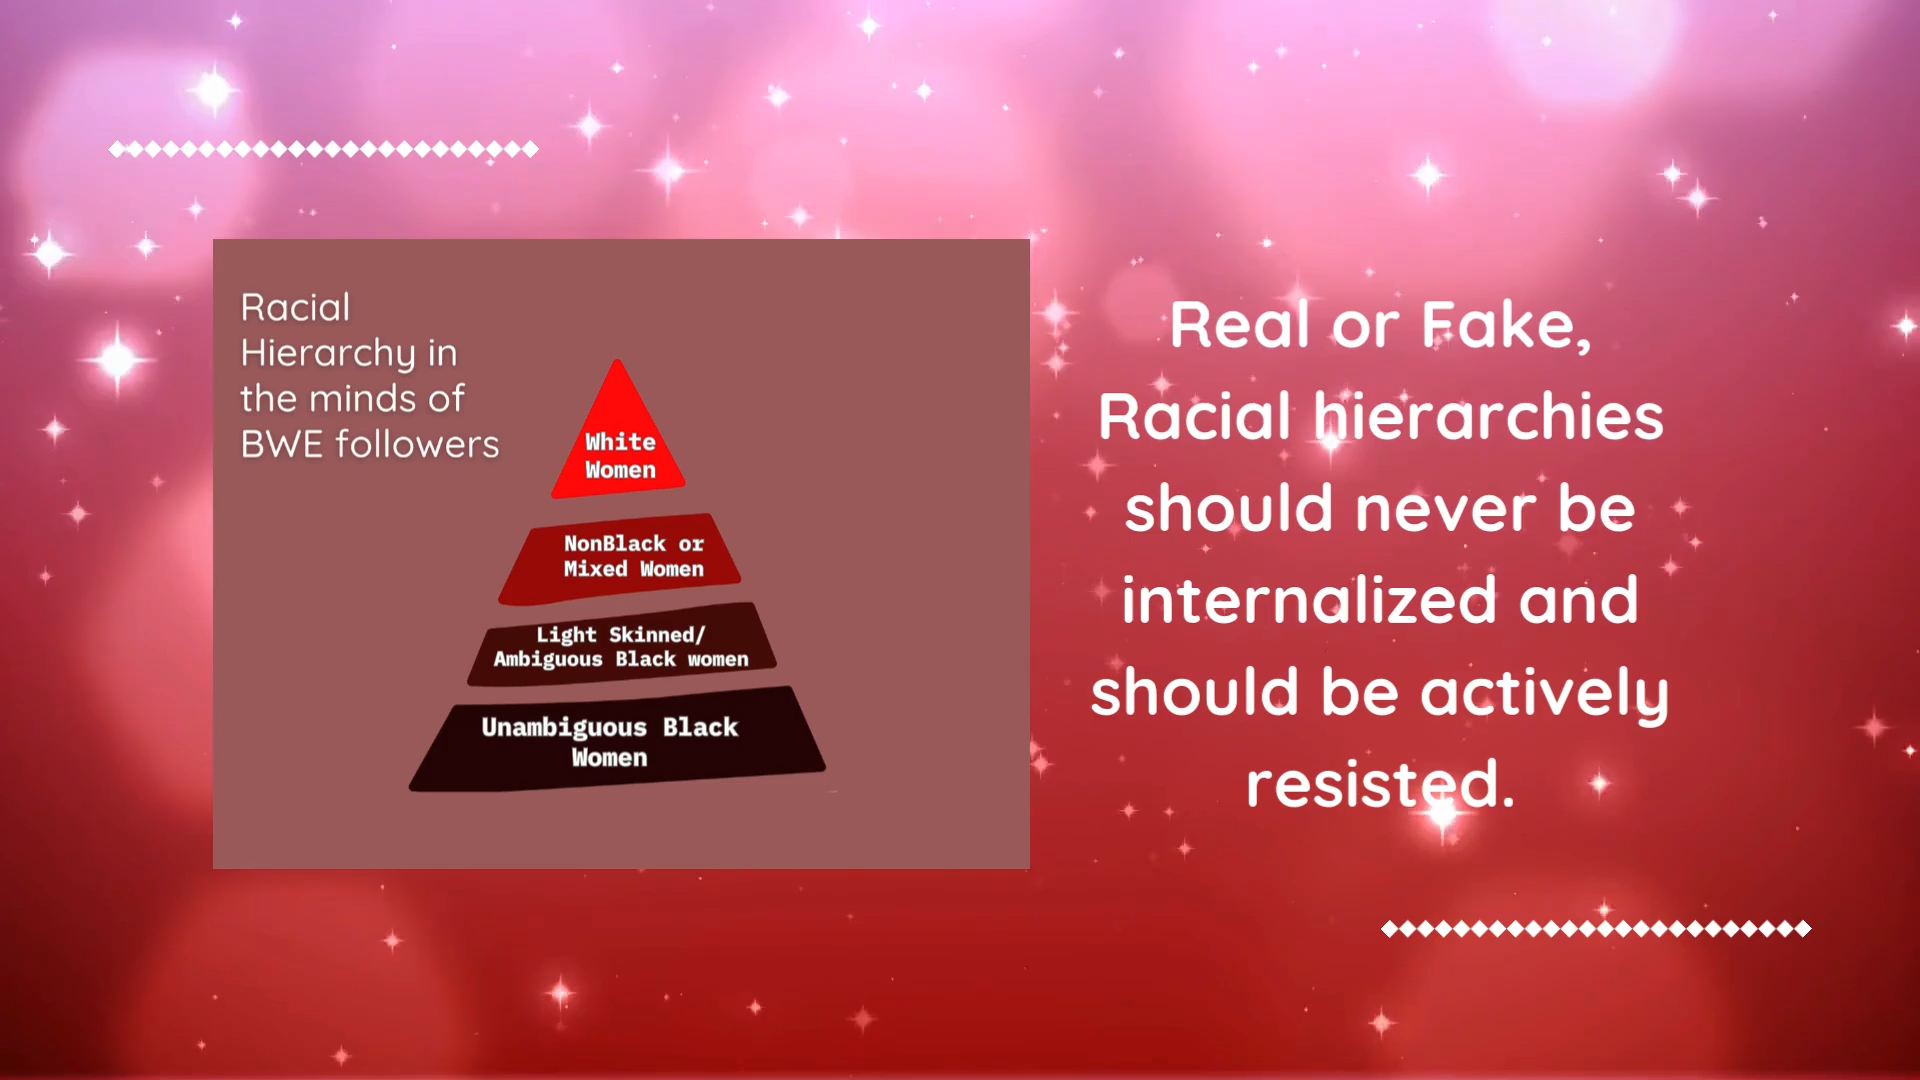 Racial
Hierarchy in
the minds of
BWE followers
White
Women
NonBlack or
Mixed Women
Light Skinned/
Ambiguous Black women
Unambiguous Black
Women
Real or Fake,
Racial hierarchies
should never be
internalized and
should be actively
resisted.